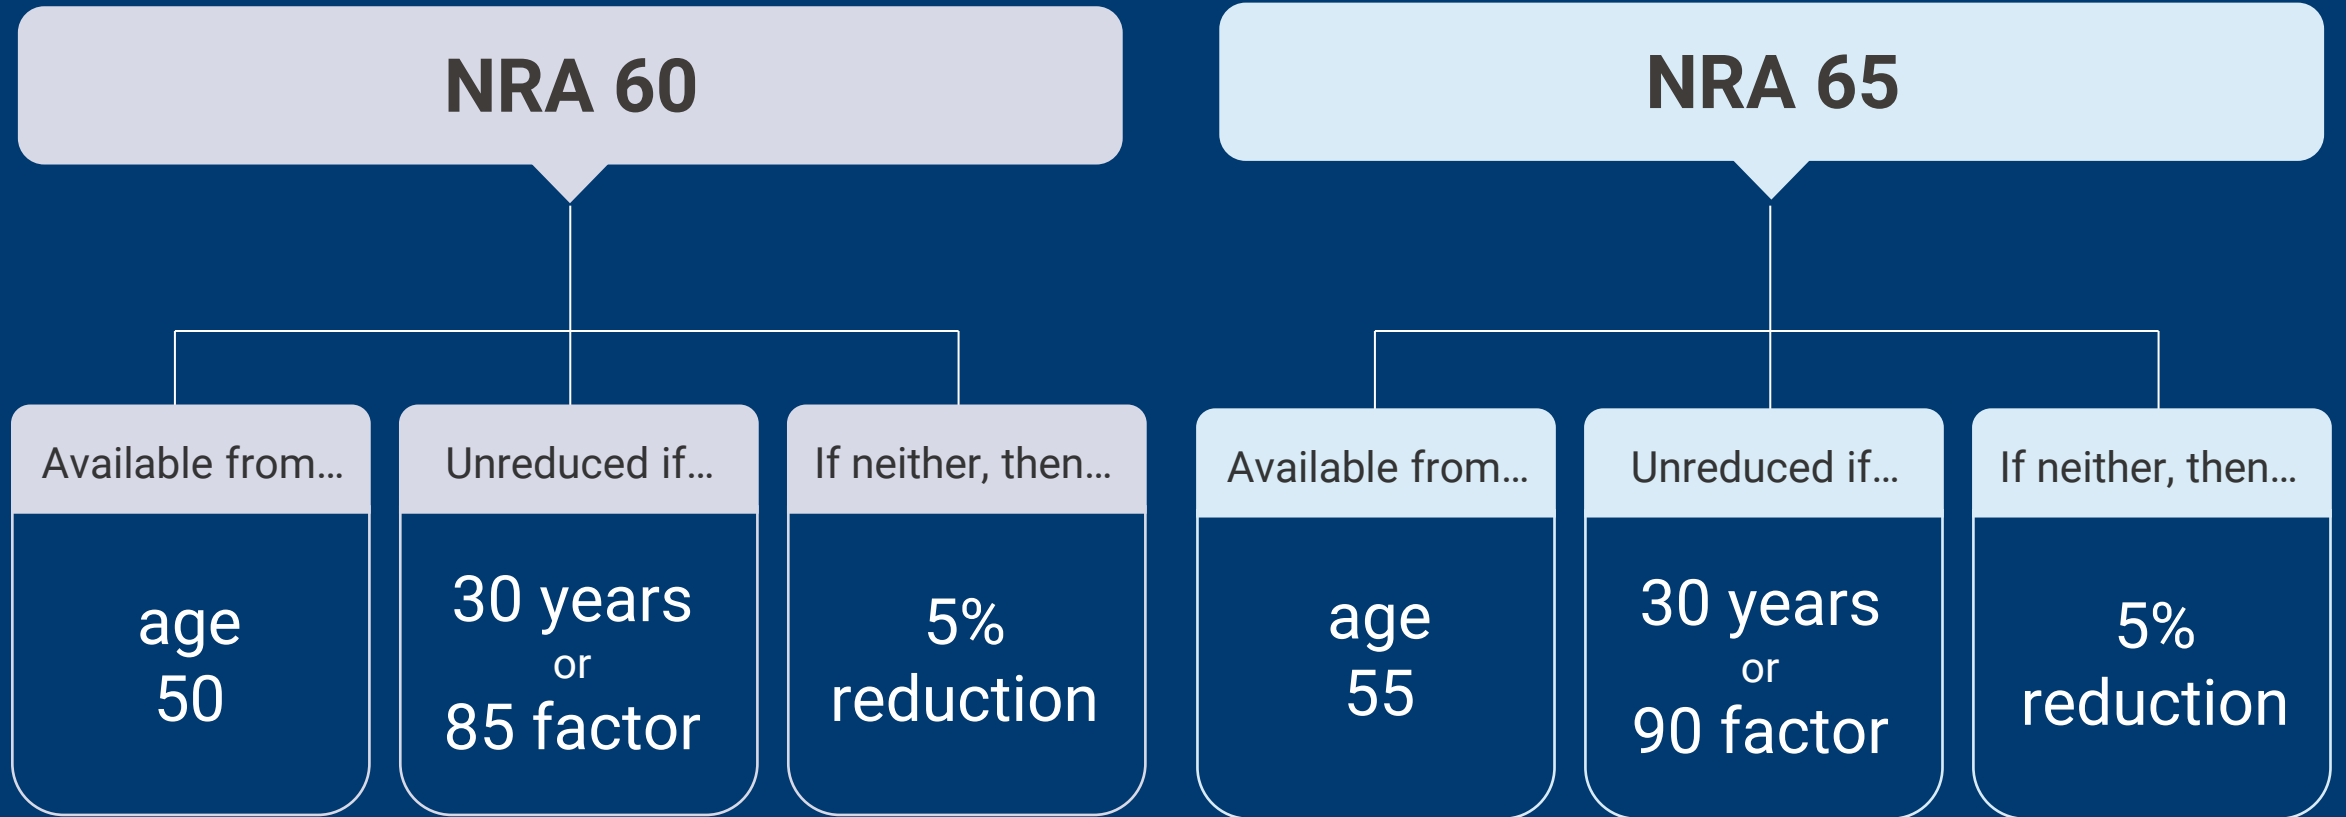 NRA 60
Available from...
age
50
Unreduced if...
30 years
or
85 factor
If neither, then...
5%
reduction
NRA 65
Available from...
age
55
Unreduced if...
30 years
or
90 factor
If neither, then...
5%
reduction